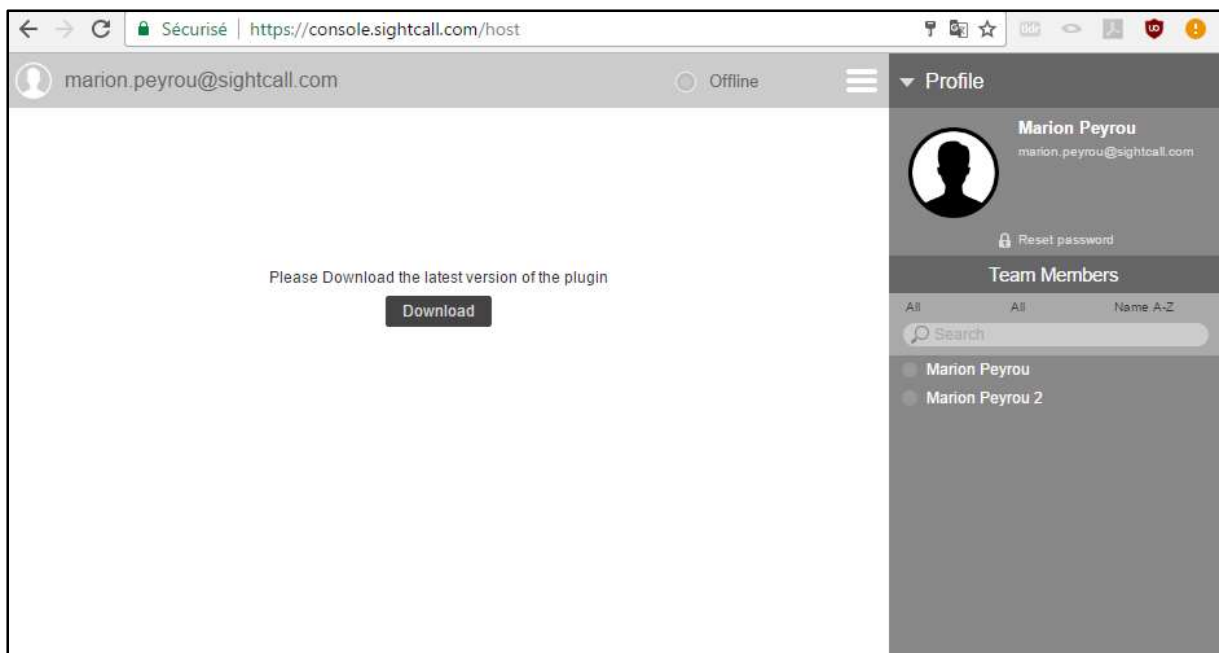 Sécurisé | https://console.sightcall.com/host
marion.peyrou@sightcall.com
Offline
Please Download the latest version of the plugin
Download
Profile
Marion Peyrou
marion.peyrou@sightcall.com
Reset password
Team Members
All All Name A-Z
Search
Marion Peyrou
Marion Peyrou 2